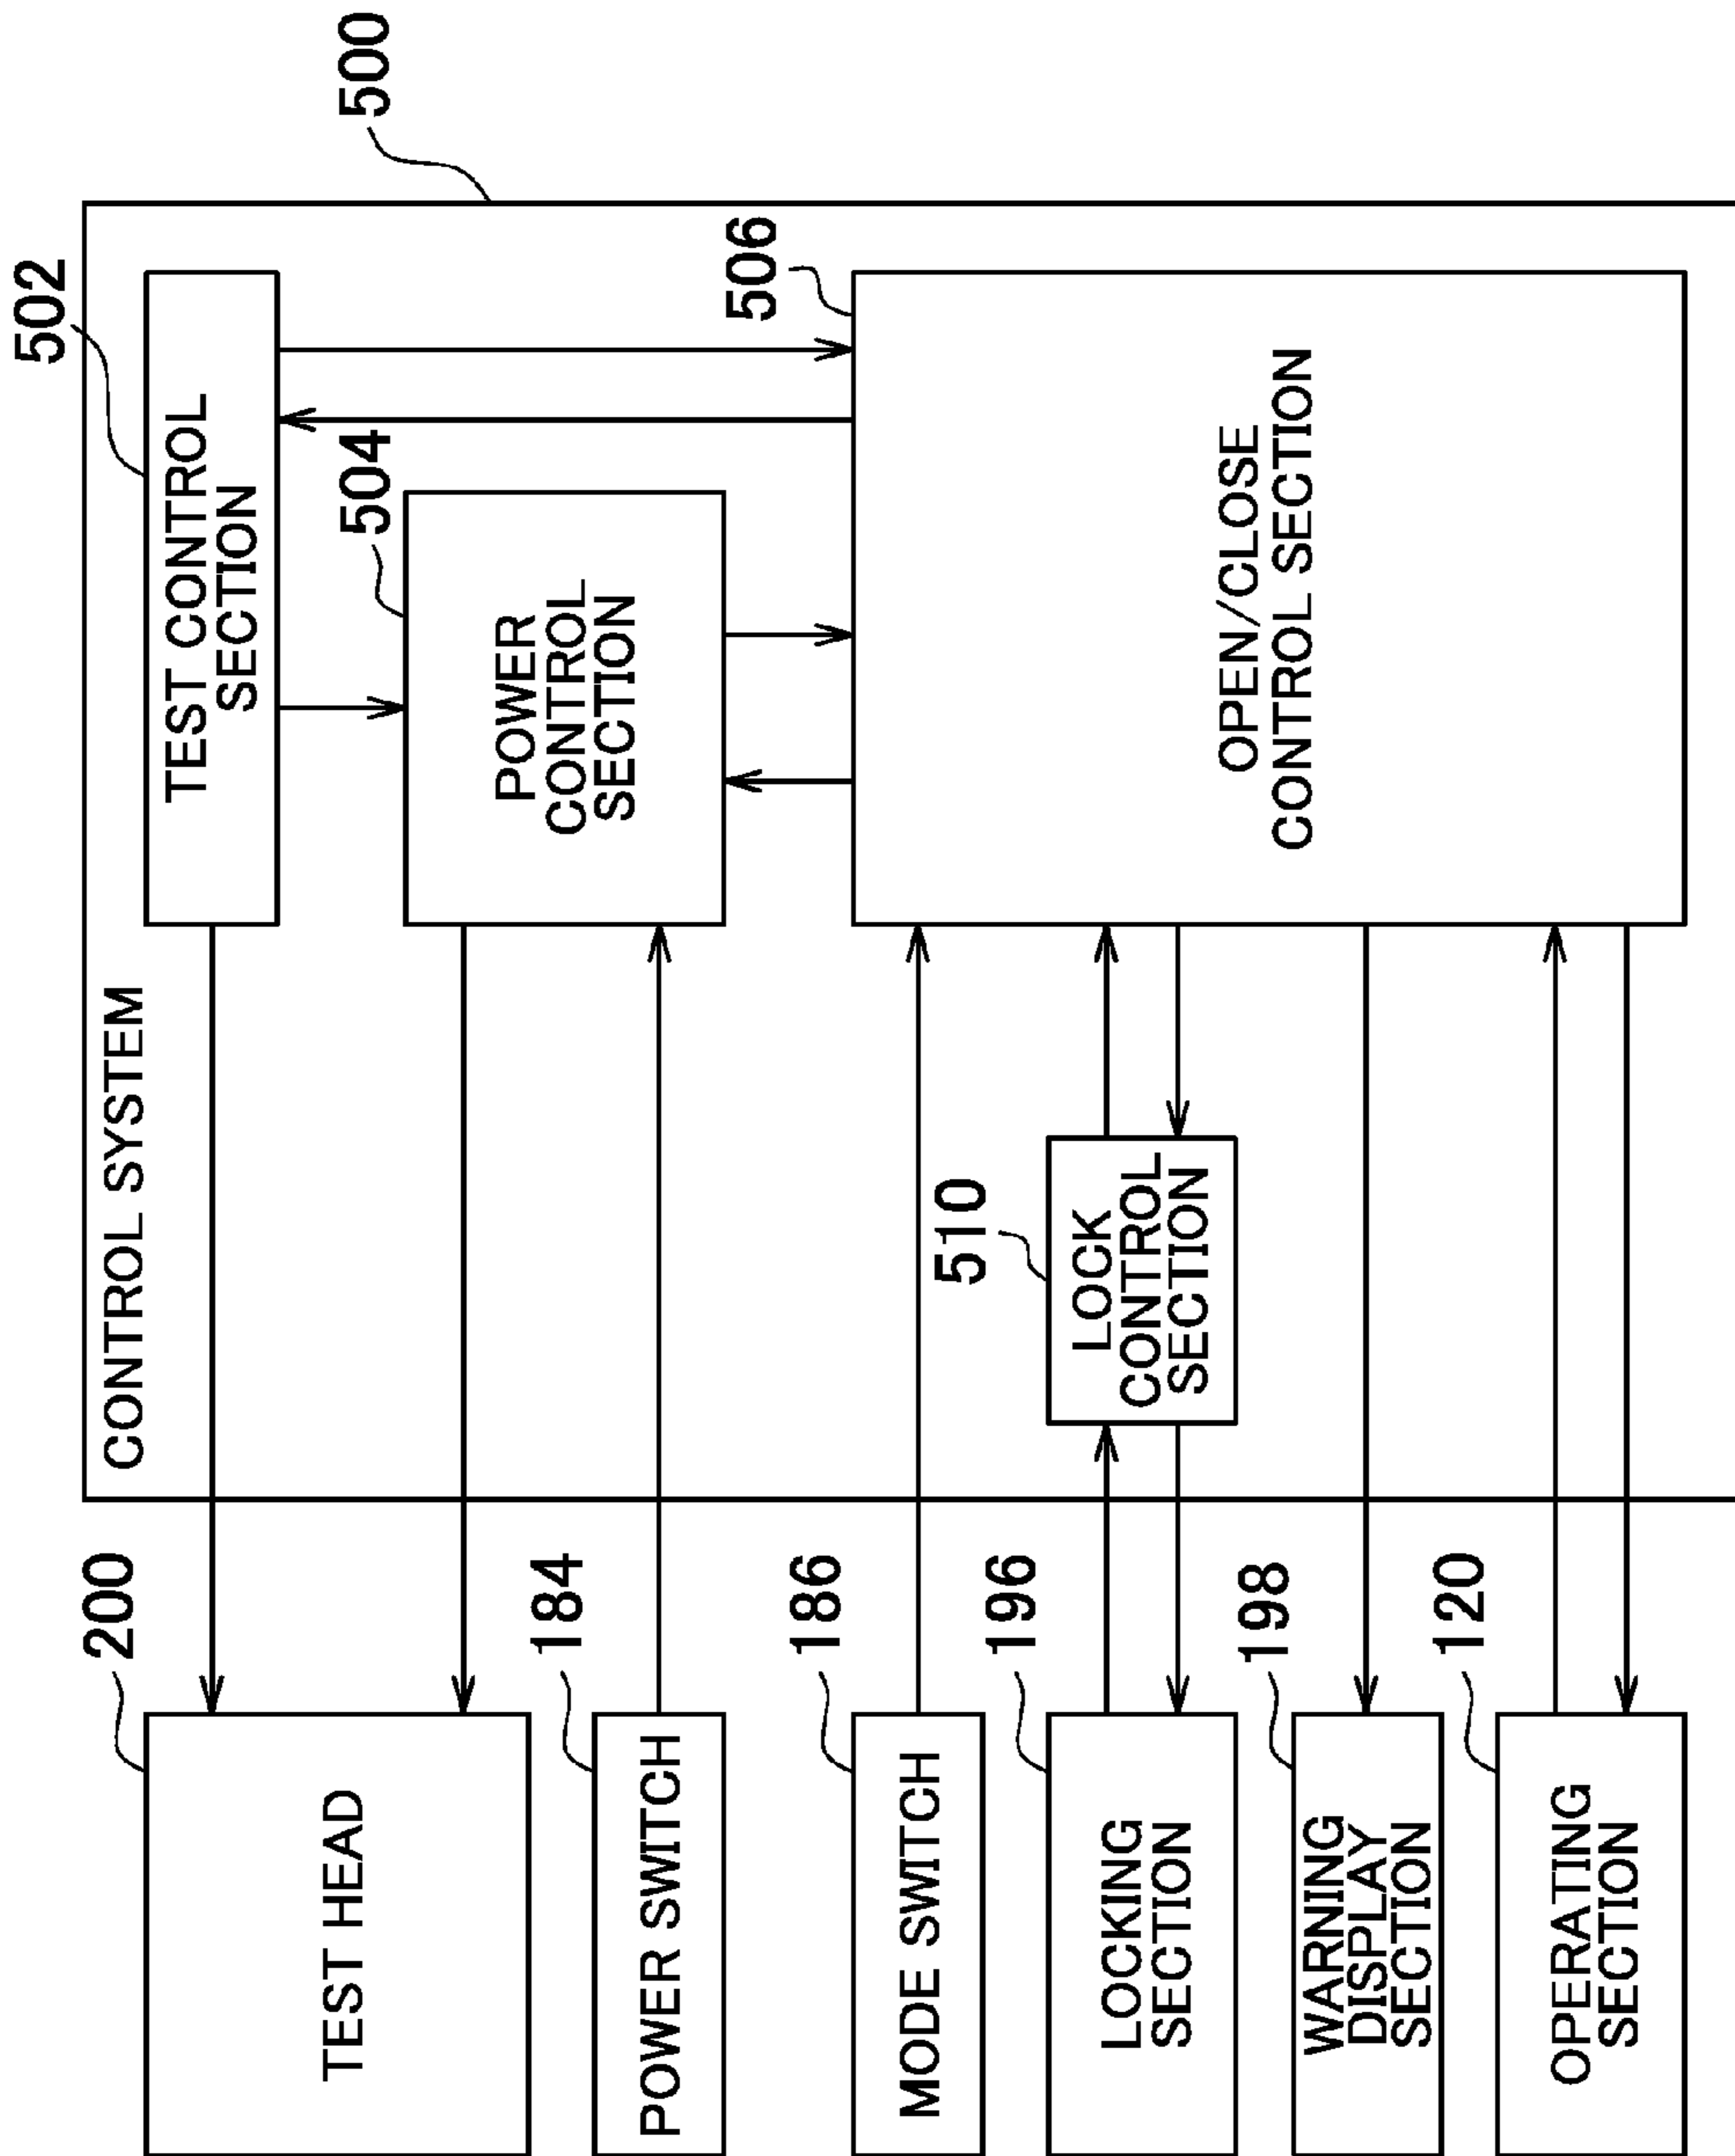 500
CONTROL SYSTEM
502
TEST CONTROL
SECTION
504
POWER
CONTROL
SECTION
506
OPEN/CLOSE
CONTROL SECTION
510
LOCK
CONTROL
SECTION
200
TEST HEAD
184
POWER SWITCH
186
MODE SWITCH
196
LOCKING
SECTION
198
WARNING
DISPLAY
SECTION
120
OPERATING
SECTION